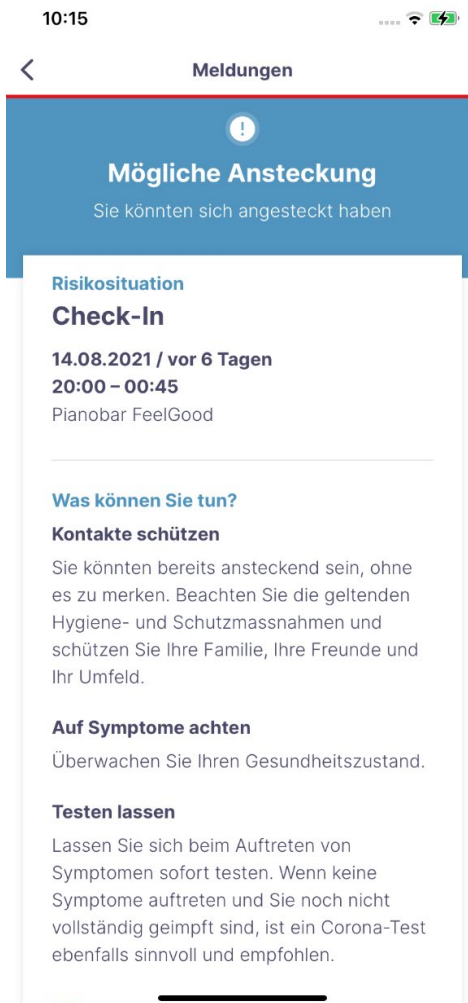 10:15
Meldungen
Mögliche Ansteckung
Sie könnten sich angesteckt haben
Risikosituation
Check-In
14.08.2021 / vor 6 Tagen
20:00 – 00:45
Pianobar FeelGood
Was können Sie tun?
Kontakte schützen
Sie könnten bereits ansteckend sein, ohne
es zu merken. Beachten Sie die geltenden
Hygiene- und Schutzmassnahmen und
schützen Sie Ihre Familie, Ihre Freunde und
Ihr Umfeld.
Auf Symptome achten
Überwachen Sie Ihren Gesundheitszustand.
Testen lassen
Lassen Sie sich beim Auftreten von
Symptomen sofort testen. Wenn keine
Symptome auftreten und Sie noch nicht
vollständig geimpft sind, ist ein Corona-Test
ebenfalls sinnvoll und empfohlen.